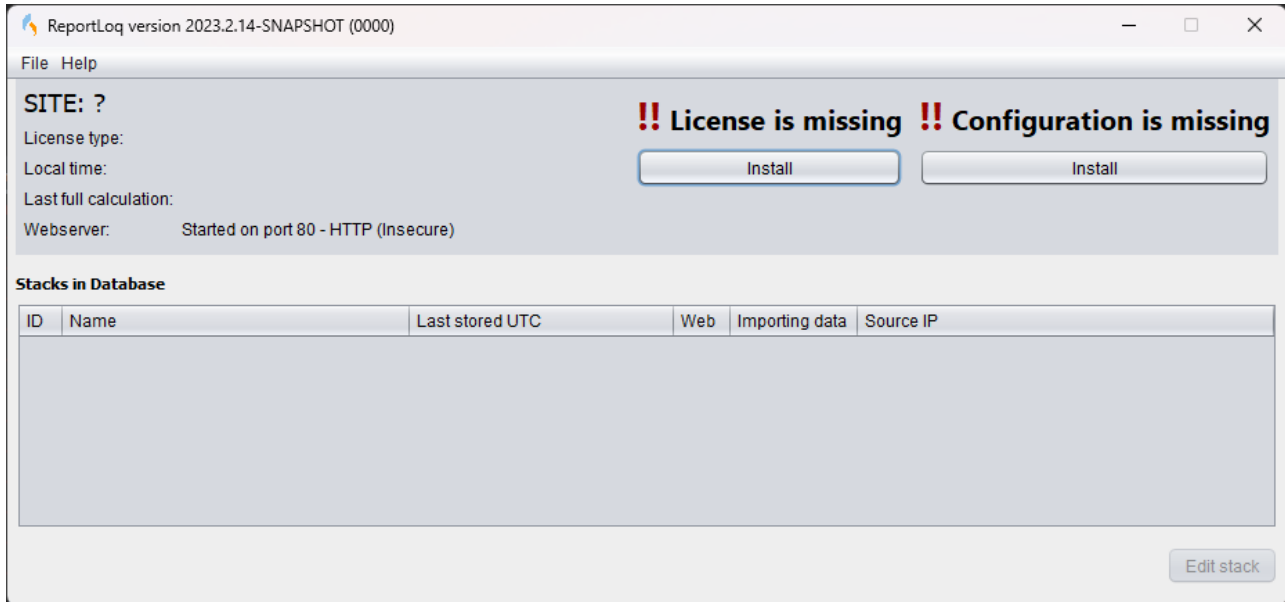 ReportLoq version 2023.2.14-SNAPSHOT (0000)
File Help
SITE: ?
!! License is missing !! Configuration is missing
License type:
Install Install
Local time:
Last full calculation:
Webserver: Started on port 80 - HTTP (Insecure)
Stacks in Database
ID Name Last stored UTC Web Importing data Source IP
Edit stack